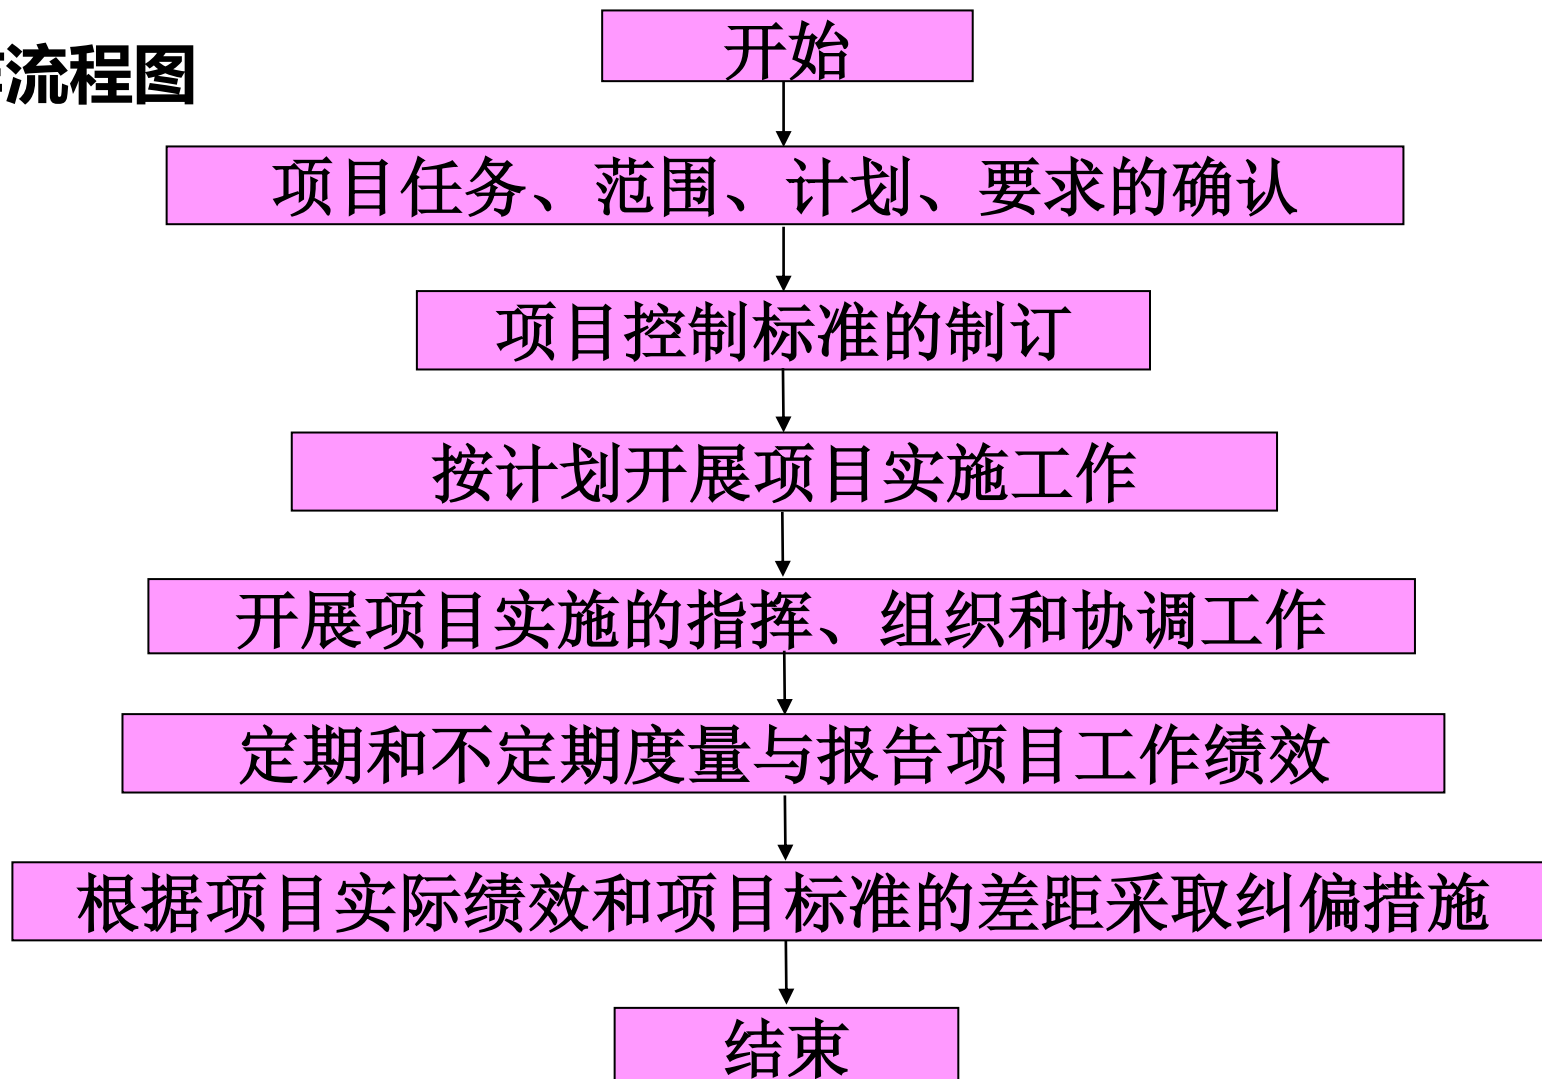 流程图
开始
项目任务、范围、计划、要求的确认
项目控制标准的制订
按计划开展项目实施工作
开展项目实施的指挥、组织和协调工作
定期和不定期度量与报告项目工作绩效
根据项目实际绩效和项目标准的差距采取纠偏措施
结束